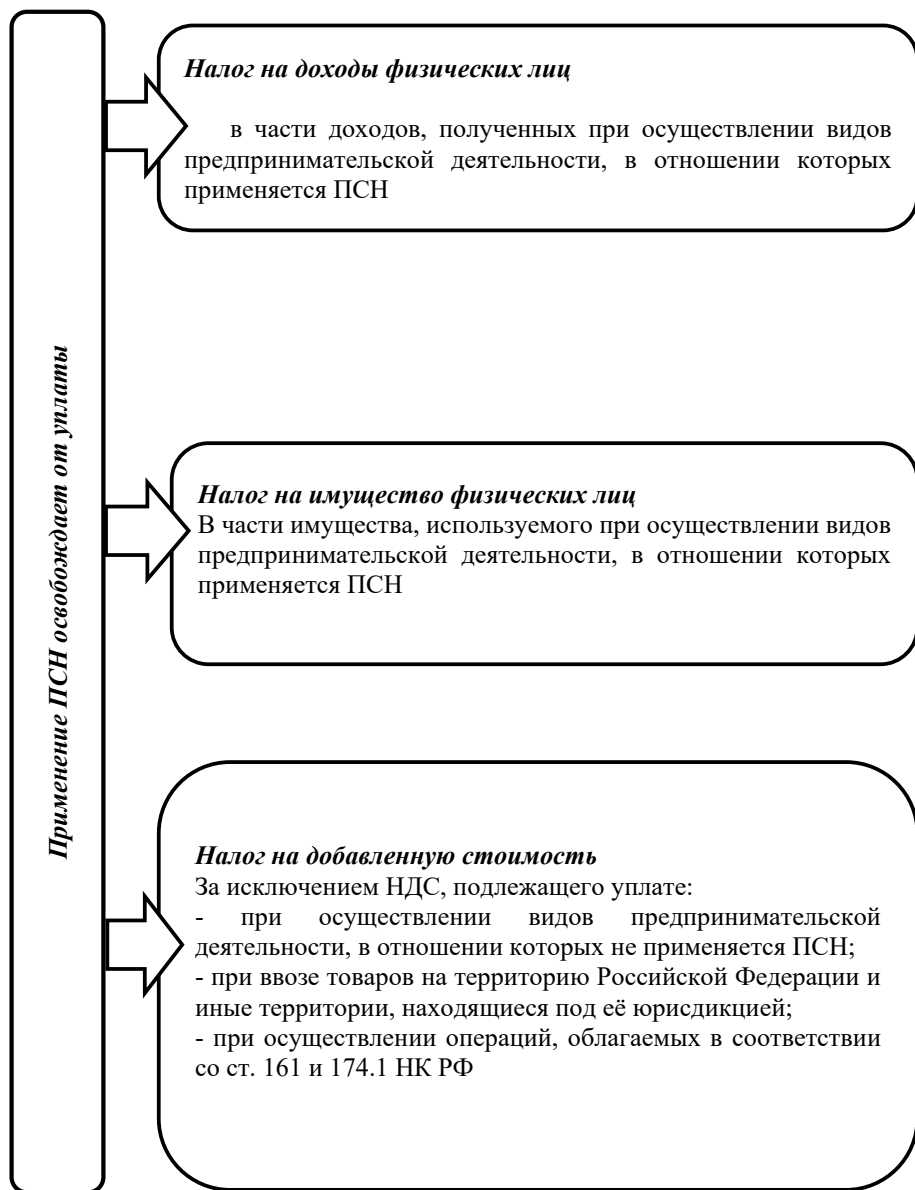 Применение ПСН освобождает от уплаты
Налог на доходы физических лиц
в части доходов, полученных при осуществлении видов
предпринимательской деятельности, в отношении которых
применяется ПСН
Налог на имущество физических лиц
В части имущества, используемого при осуществлении видов
предпринимательской деятельности, в отношении которых
применяется ПСН
Налог на добавленную стоимость
За исключением НДС, подлежащего уплате:
- при осуществлении видов предпринимательской
деятельности, в отношении которых не применяется ПСН;
- при ввозе товаров на территорию Российской Федерации и
иные территории, находящиеся под её юрисдикцией;
- при осуществлении операций, облагаемых в соответствии
со ст. 161 и 174.1 НК РФ